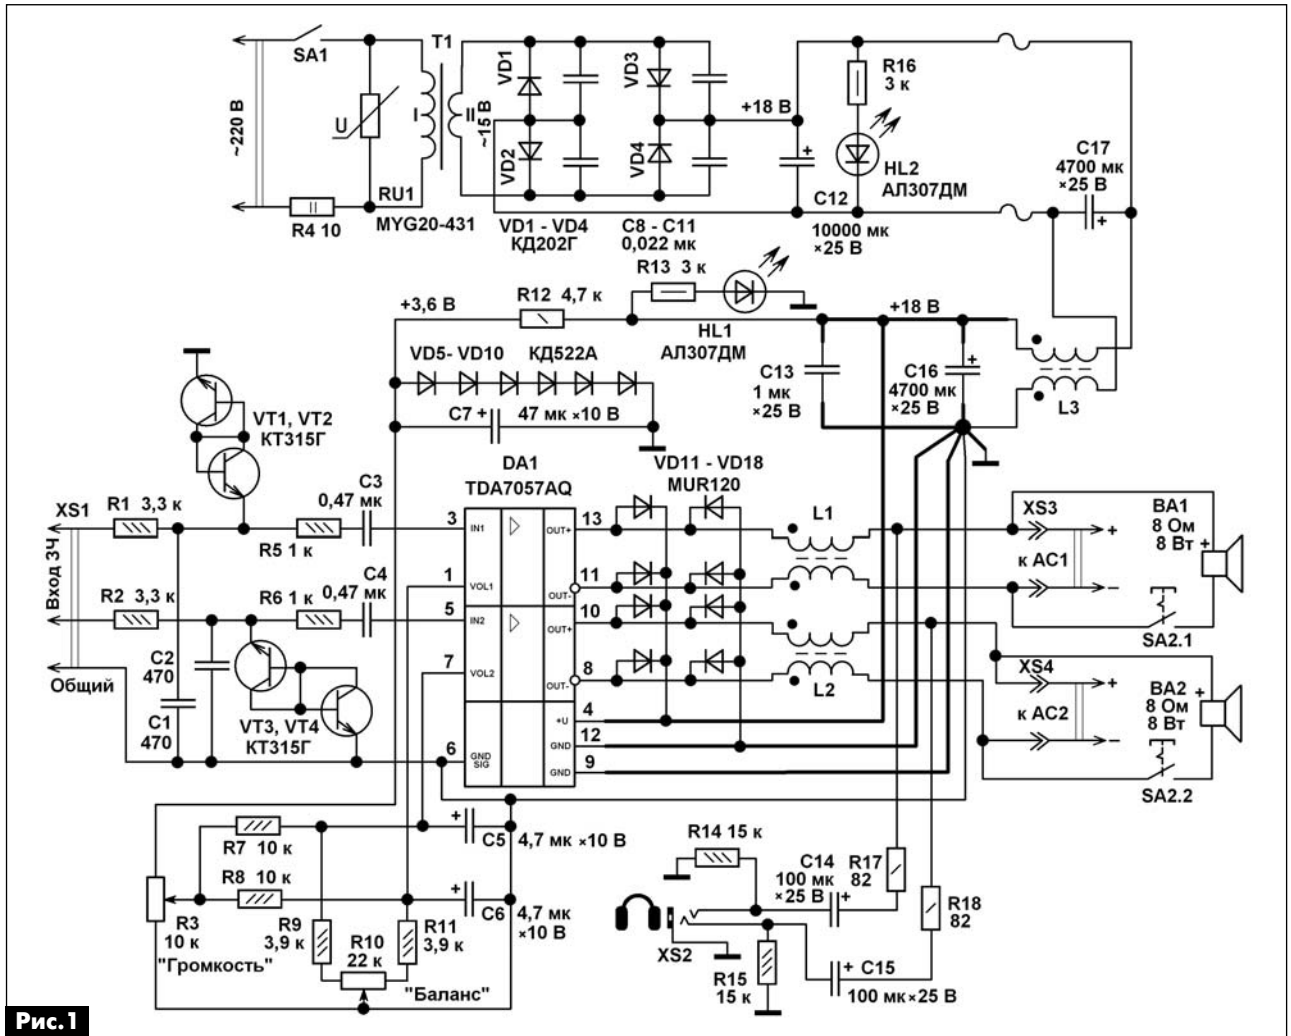 SA1
T1
~220 В
U
I
II
~15 В
VD1
VD2
VD3
VD4
+18 В
R16
3 к
HL2
АЛ307ДМ
C17
4700 мк
×25 В
R4 10
RU1
MYG20-431
VD1 - VD4
КД202Г
C8 - C11
0,022 мк
C12
10000 мк
×25 В
R13 3 к
HL1
АЛ307ДМ
+3,6 В
R12 4,7 к
+18 В
VD5- VD10 КД522А
C7 + 47 мк ×10 В
C13
1 мк
×25 В
C16
4700 мк
×25 В
L3
VT1, VT2
КТ315Г
DA1
TDA7057AQ
VD11 - VD18
MUR120
XS1
Вход ЗЧ
Общий
R1 3,3 к
R5 1 к
C3
0,47 мк
R2 3,3 к
R6 1 к
C4
0,47 мк
C2
470
C1
470
VT3, VT4
КТ315Г
3 IN1
1 VOL1
5 IN2
7 VOL2
6 GND
SIG
OUT+ 13
OUT- 11
OUT+ 10
OUT- 8
+U 4
GND 12
GND 9
L1
L2
XS3
+
к АС1
–
BA1
8 Ом
8 Вт +
SA2.1
XS4
+
к АС2
–
BA2
8 Ом
8 Вт
+
SA2.2
R7 10 к
R8 10 к
R3
10 к
"Громкость"
R9
3,9 к
R10
22 к
R11
3,9 к
"Баланс"
+ C5 4,7 мк ×10 В
+ C6 4,7 мк
×10 В
R14 15 к
C14
100 мк
×25 В
+
R17
82
R18
82
XS2
R15
15 к
+ C15
100 мк×25 В
Рис.1